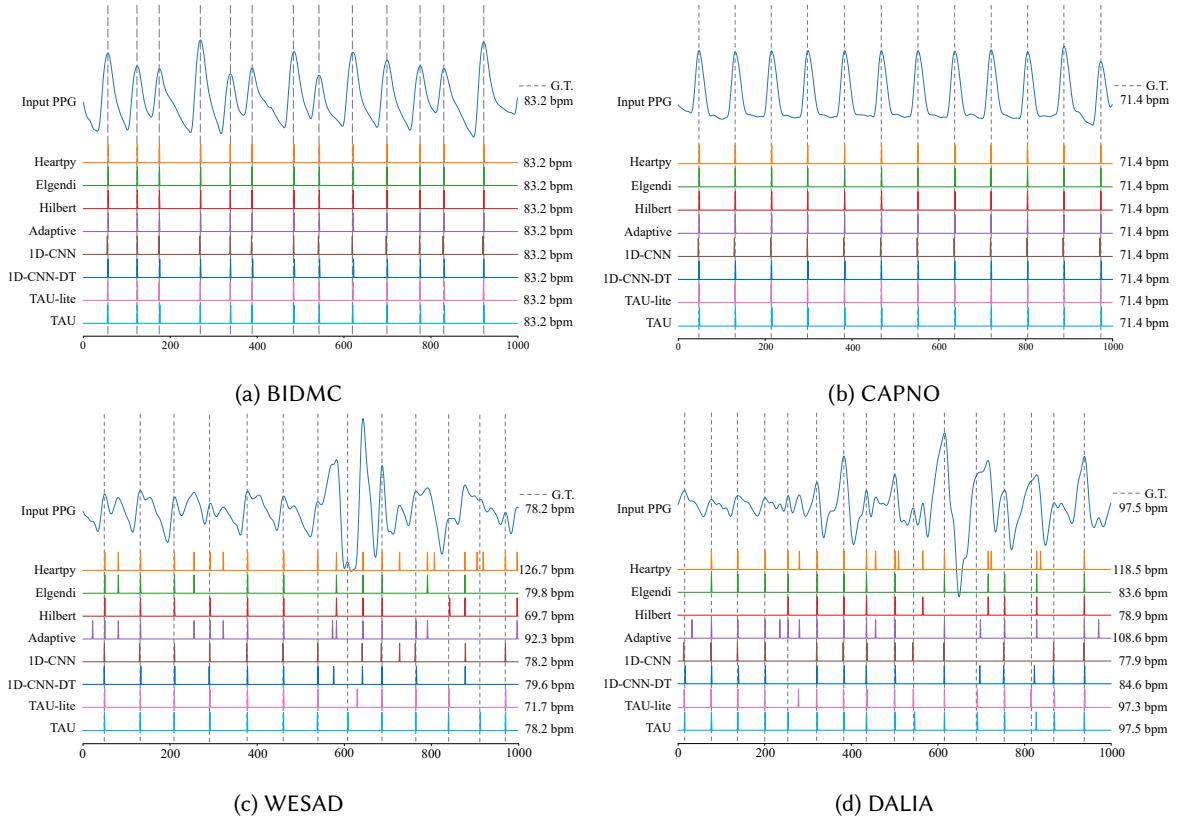 --- G.T.
Input PPG 83.2 bpm
Heartpy 83.2 bpm
Elgendi 83.2 bpm
Hilbert 83.2 bpm
Adaptive 83.2 bpm
1D-CNN 83.2 bpm
1D-CNN-DT 83.2 bpm
TAU-lite 83.2 bpm
TAU 83.2 bpm
0 200 400 600 800 1000
(a) BIDMC
--- G.T.
Input PPG 71.4 bpm
Heartpy 71.4 bpm
Elgendi 71.4 bpm
Hilbert 71.4 bpm
Adaptive 71.4 bpm
1D-CNN 71.4 bpm
1D-CNN-DT 71.4 bpm
TAU-lite 71.4 bpm
TAU 71.4 bpm
0 200 400 600 800 1000
(b) CAPNO
--- G.T.
Input PPG 78.2 bpm
Heartpy 126.7 bpm
Elgendi 79.8 bpm
Hilbert 69.7 bpm
Adaptive 92.3 bpm
1D-CNN 78.2 bpm
1D-CNN-DT 79.6 bpm
TAU-lite 71.7 bpm
TAU 78.2 bpm
0 200 400 600 800 1000
(c) WESAD
--- G.T.
Input PPG 97.5 bpm
Heartpy 118.5 bpm
Elgendi 83.6 bpm
Hilbert 78.9 bpm
Adaptive 108.6 bpm
1D-CNN 77.9 bpm
1D-CNN-DT 84.6 bpm
TAU-lite 97.3 bpm
TAU 97.5 bpm
0 200 400 600 800 1000
(d) DALIA